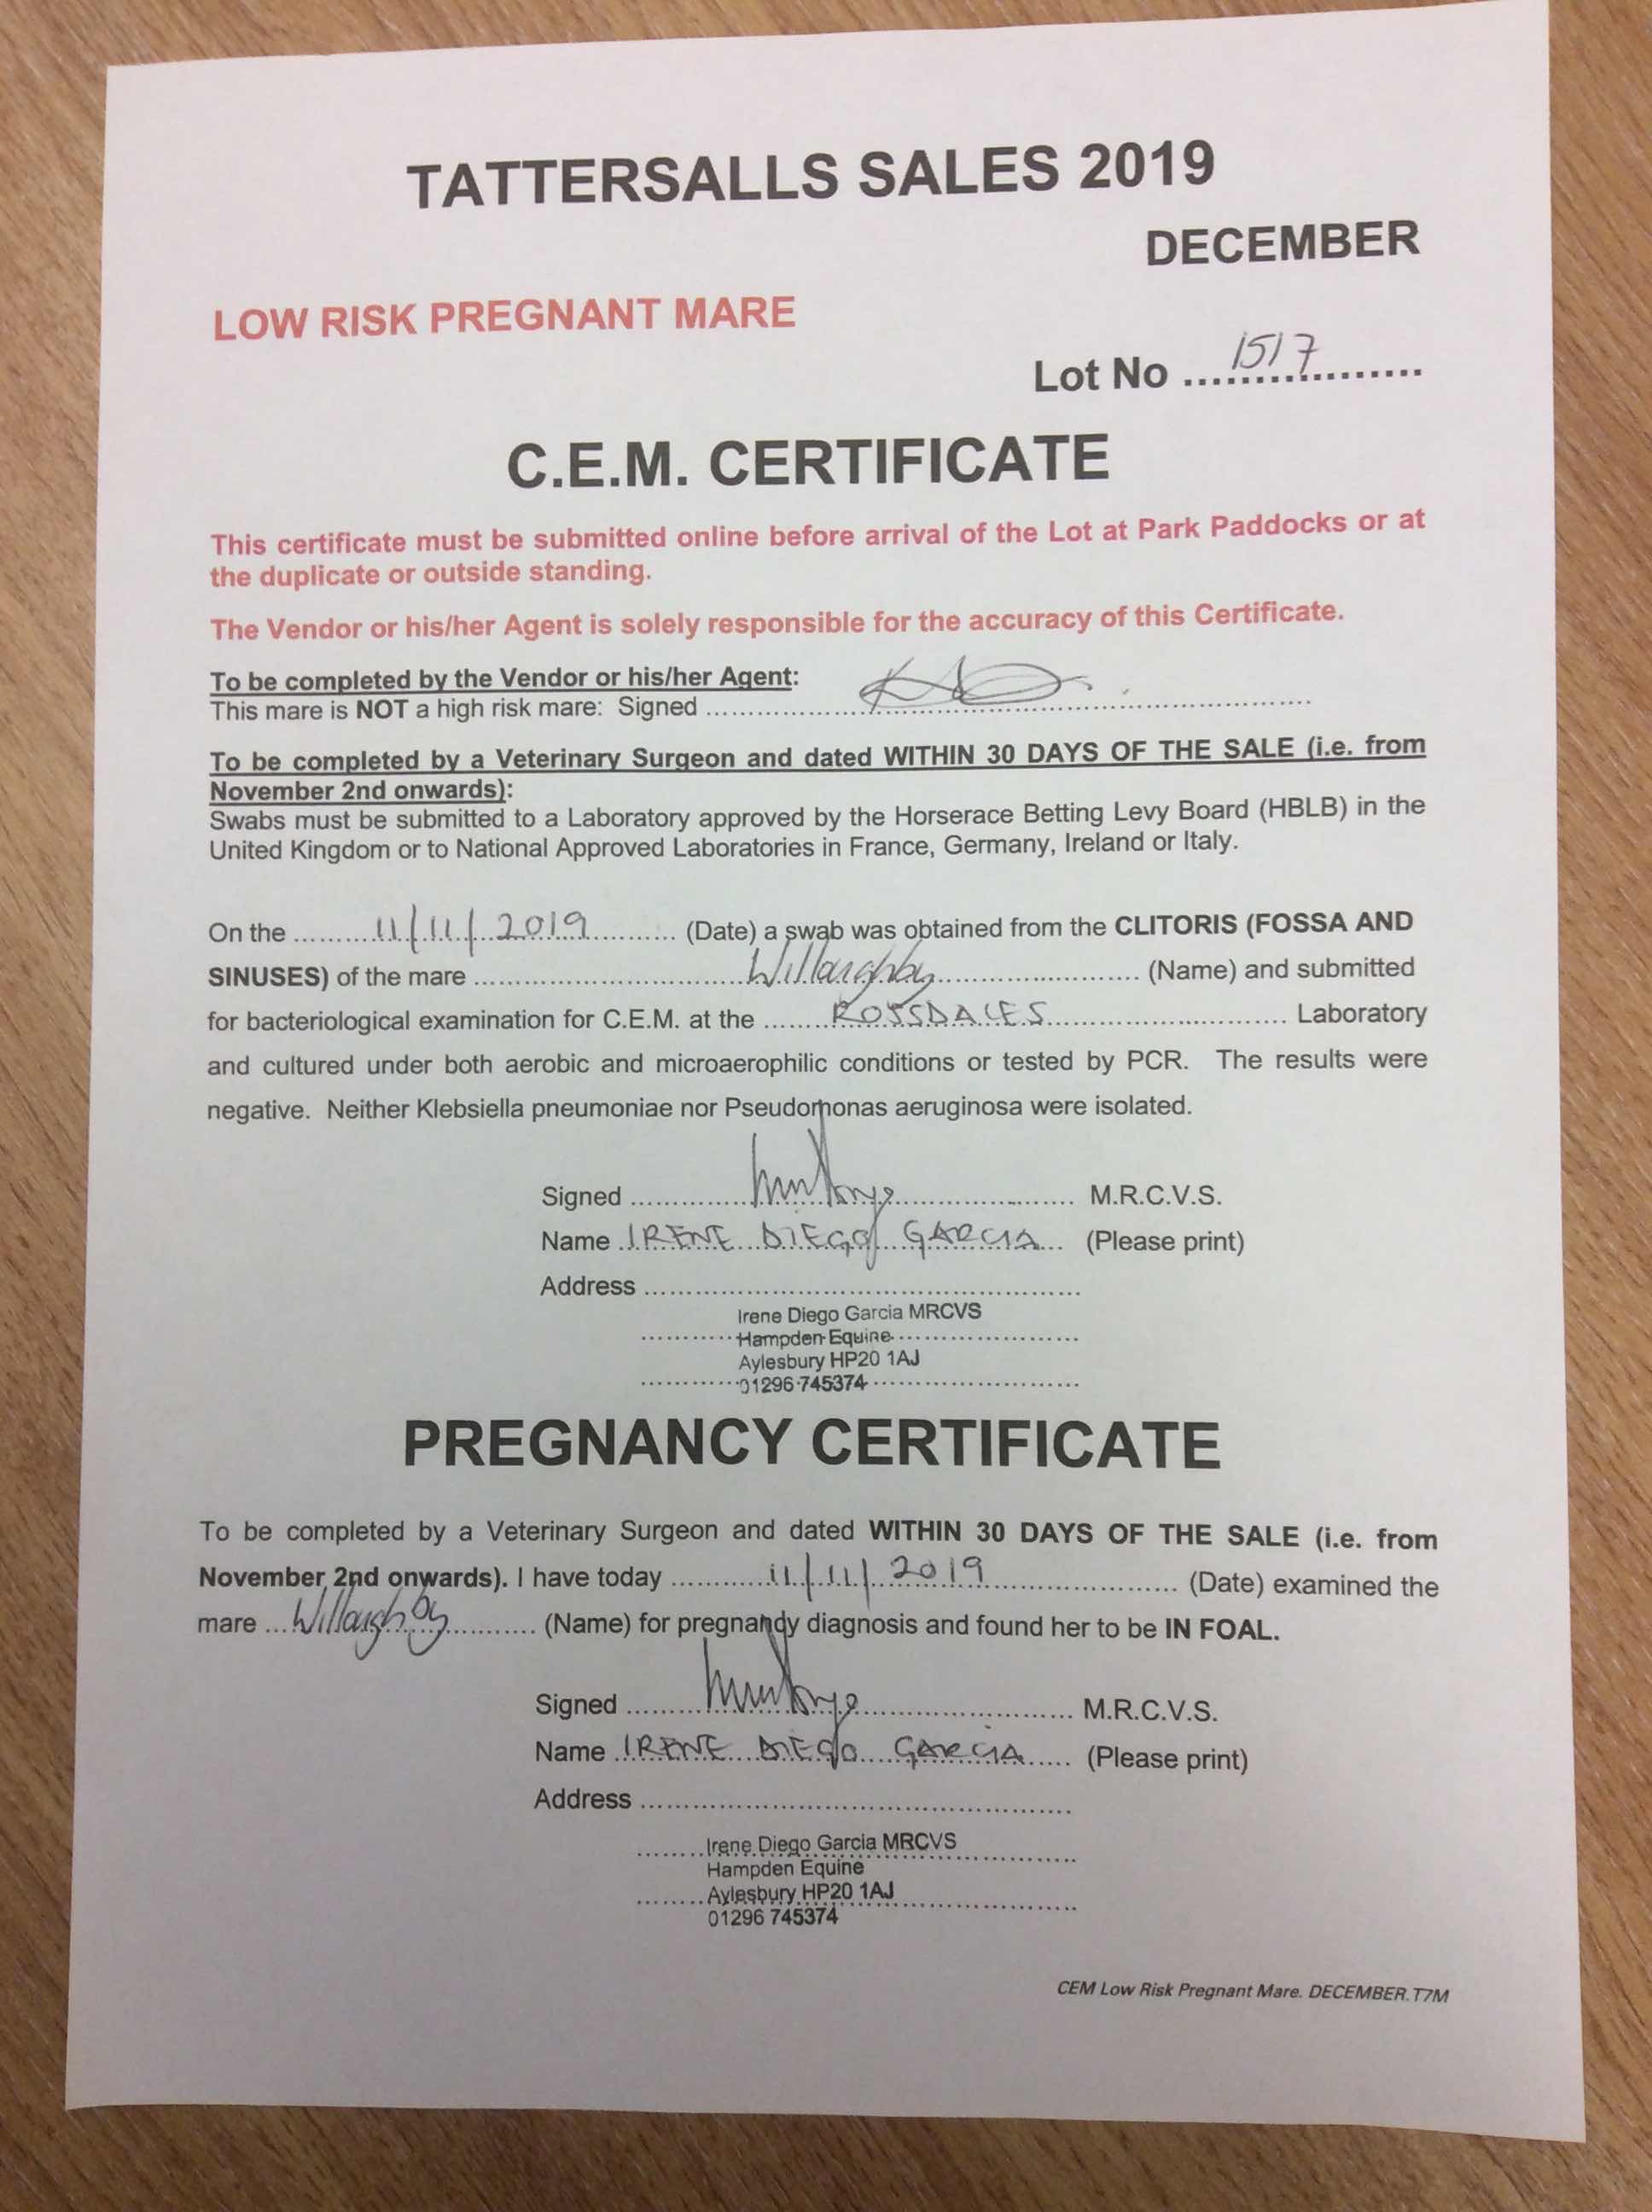 TATTERSALLS SALES 2019
DECEMBER
LOW RISK PREGNANT MARE
Lot No ........1517........
C.E.M. CERTIFICATE
This certificate must be submitted online before arrival of the Lot at Park Paddocks or at
the duplicate or outside standing.
The Vendor or his/her Agent is solely responsible for the accuracy of this Certificate.
To be completed by the Vendor or his/her Agent:
This mare is NOT a high risk mare: Signed ........
To be completed by a Veterinary Surgeon and dated WITHIN 30 DAYS OF THE SALE (i.e. from
November 2nd onwards):
Swabs must be submitted to a Laboratory approved by the Horserace Betting Levy Board (HBLB) in the
United Kingdom or to National Approved Laboratories in France, Germany, Ireland or Italy.
On the ........11/11/2019........ (Date) a swab was obtained from the CLITORIS (FOSSA AND
SINUSES) of the mare ........Willoughby........ (Name) and submitted
for bacteriological examination for C.E.M. at the ........ROSSDALES........ Laboratory
and cultured under both aerobic and microaerophilic conditions or tested by PCR. The results were
negative. Neither Klebsiella pneumoniae nor Pseudomonas aeruginosa were isolated.
Signed ........ M.R.C.V.S.
Name ..IRENE DIEGO GARCIA.. (Please print)
Address ........
Irene Diego Garcia MRCVS
Hampden Equine
Aylesbury HP20 1AJ
01296 745374
PREGNANCY CERTIFICATE
To be completed by a Veterinary Surgeon and dated WITHIN 30 DAYS OF THE SALE (i.e. from
November 2nd onwards). I have today ........11/11/2019........ (Date) examined the
mare ...Willoughby........ (Name) for pregnancy diagnosis and found her to be IN FOAL.
Signed ........ M.R.C.V.S.
Name ..IRENE DIEGO GARCIA.. (Please print)
Address ........
Irene Diego Garcia MRCVS
Hampden Equine
Aylesbury HP20 1AJ
01296 745374
CEM Low Risk Pregnant Mare. DECEMBER.T7M